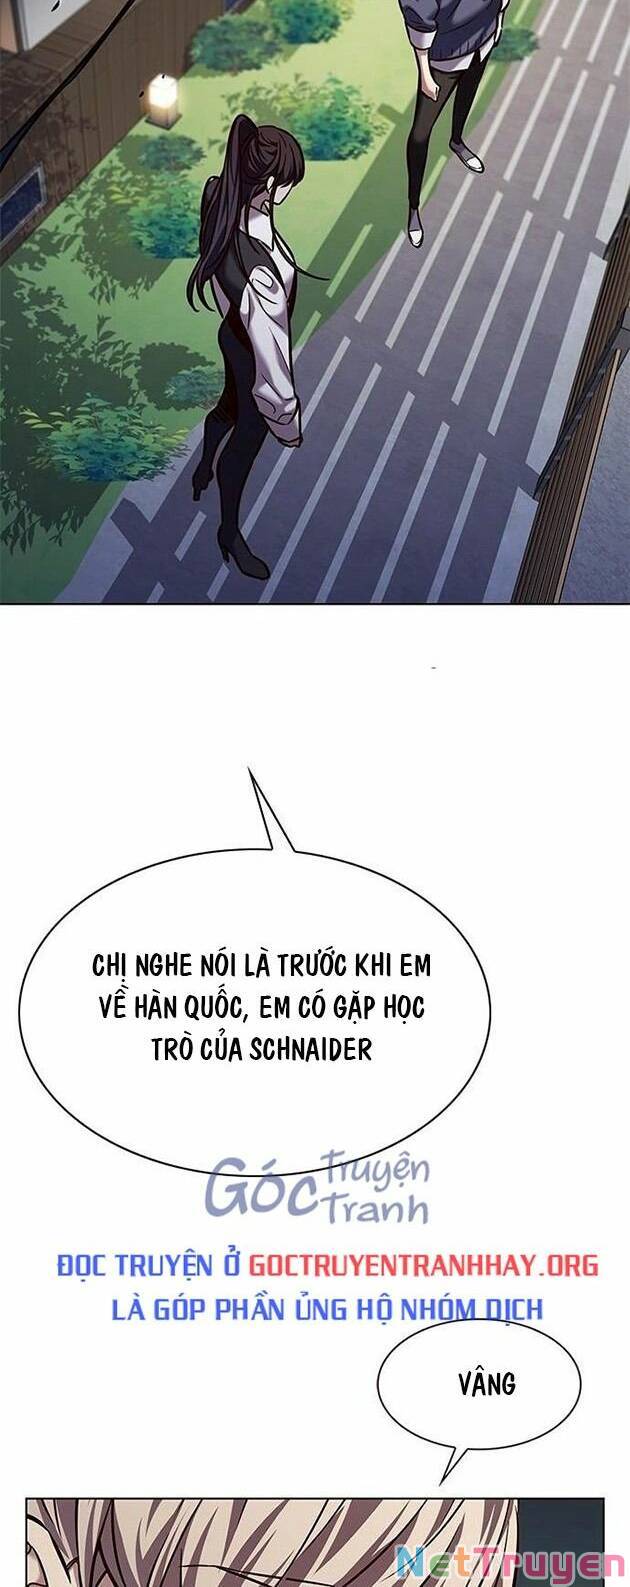 CHỊ NGHE NÓI LÀ TRƯỚC KHI EM
VỀ HÀN QUỐC, EM CÓ GẶP HỌC
TRÒ CỦA SCHNAIDER
Góc Truyện
Tranh
ĐỌC TRUYỆN Ở GOCTRUYENTRANHHAY.ORG
LÀ GÓP PHẦN ỦNG HỘ NHÓM DỊCH
VÂNG
NetTruyen